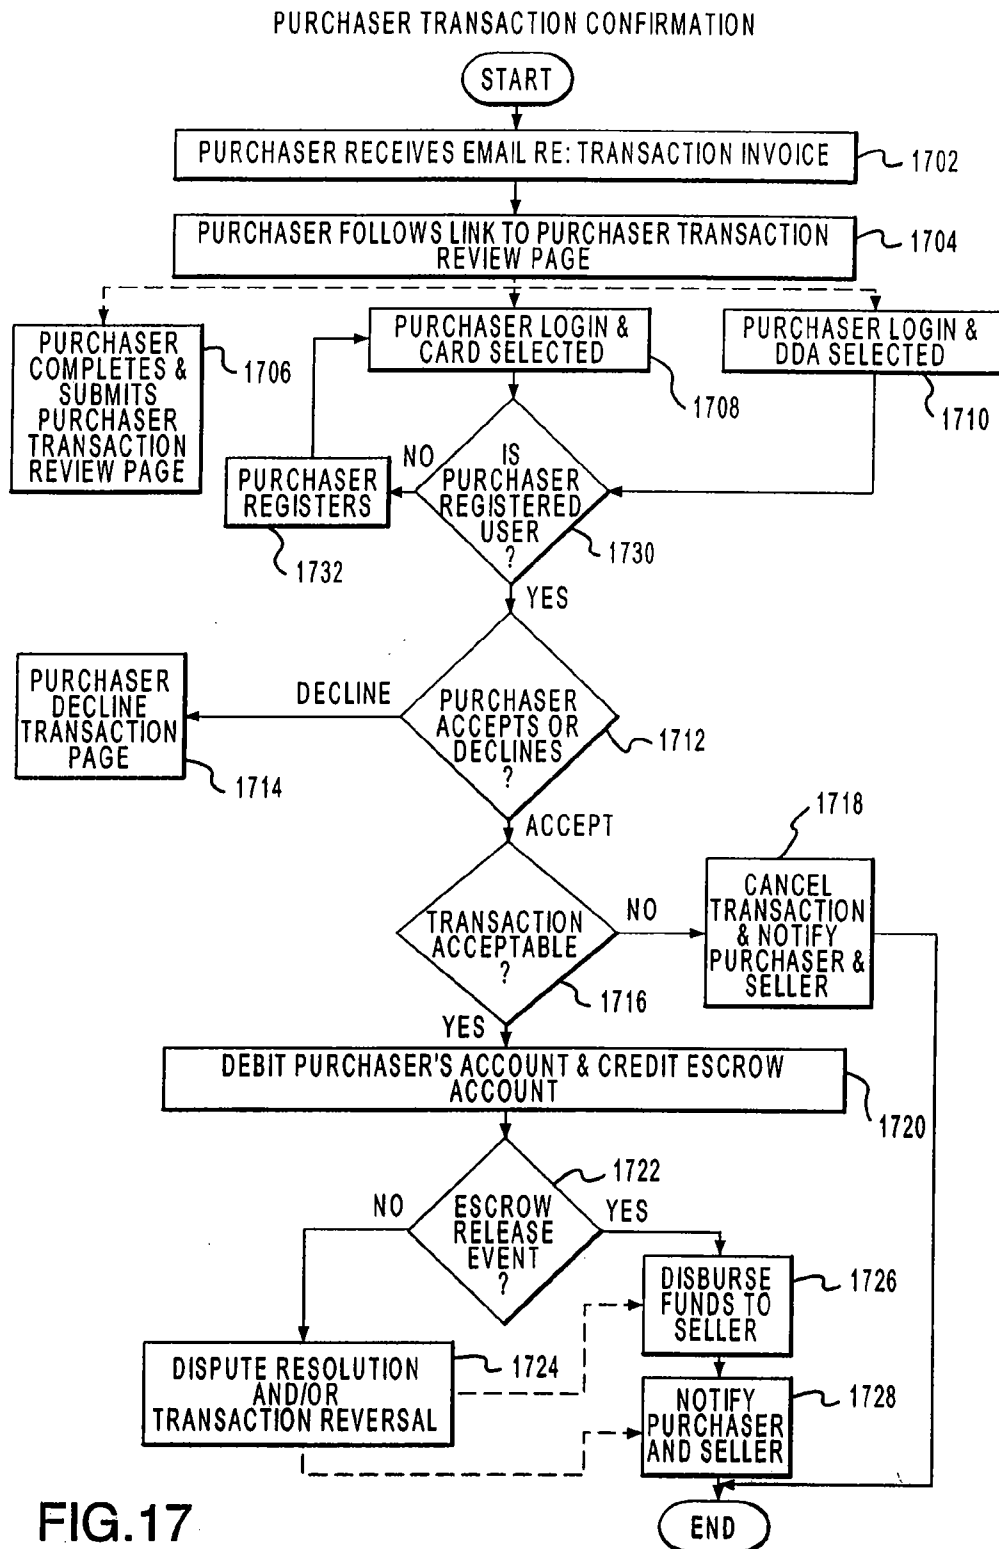 PURCHASER TRANSACTION CONFIRMATION
START
PURCHASER RECEIVES EMAIL RE: TRANSACTION INVOICE
1702
PURCHASER FOLLOWS LINK TO PURCHASER TRANSACTION
REVIEW PAGE
1704
PURCHASER
COMPLETES &
SUBMITS
PURCHASER
TRANSACTION
REVIEW PAGE
1706
PURCHASER LOGIN &
CARD SELECTED
1708
PURCHASER LOGIN &
DDA SELECTED
1710
NO
PURCHASER
REGISTERS
1732
IS
PURCHASER
REGISTERED
USER
?
1730
YES
PURCHASER
DECLINE
TRANSACTION
PAGE
1714
DECLINE
PURCHASER
ACCEPTS OR
DECLINES
?
1712
ACCEPT
TRANSACTION
ACCEPTABLE
?
1716
NO
1718
CANCEL
TRANSACTION
& NOTIFY
PURCHASER &
SELLER
YES
DEBIT PURCHASER'S ACCOUNT & CREDIT ESCROW
ACCOUNT
1720
NO
ESCROW
RELEASE
EVENT
?
1722
YES
DISBURSE
FUNDS TO
SELLER
1726
DISPUTE RESOLUTION
AND/OR
TRANSACTION REVERSAL
1724
NOTIFY
PURCHASER
AND SELLER
1728
END
FIG.17